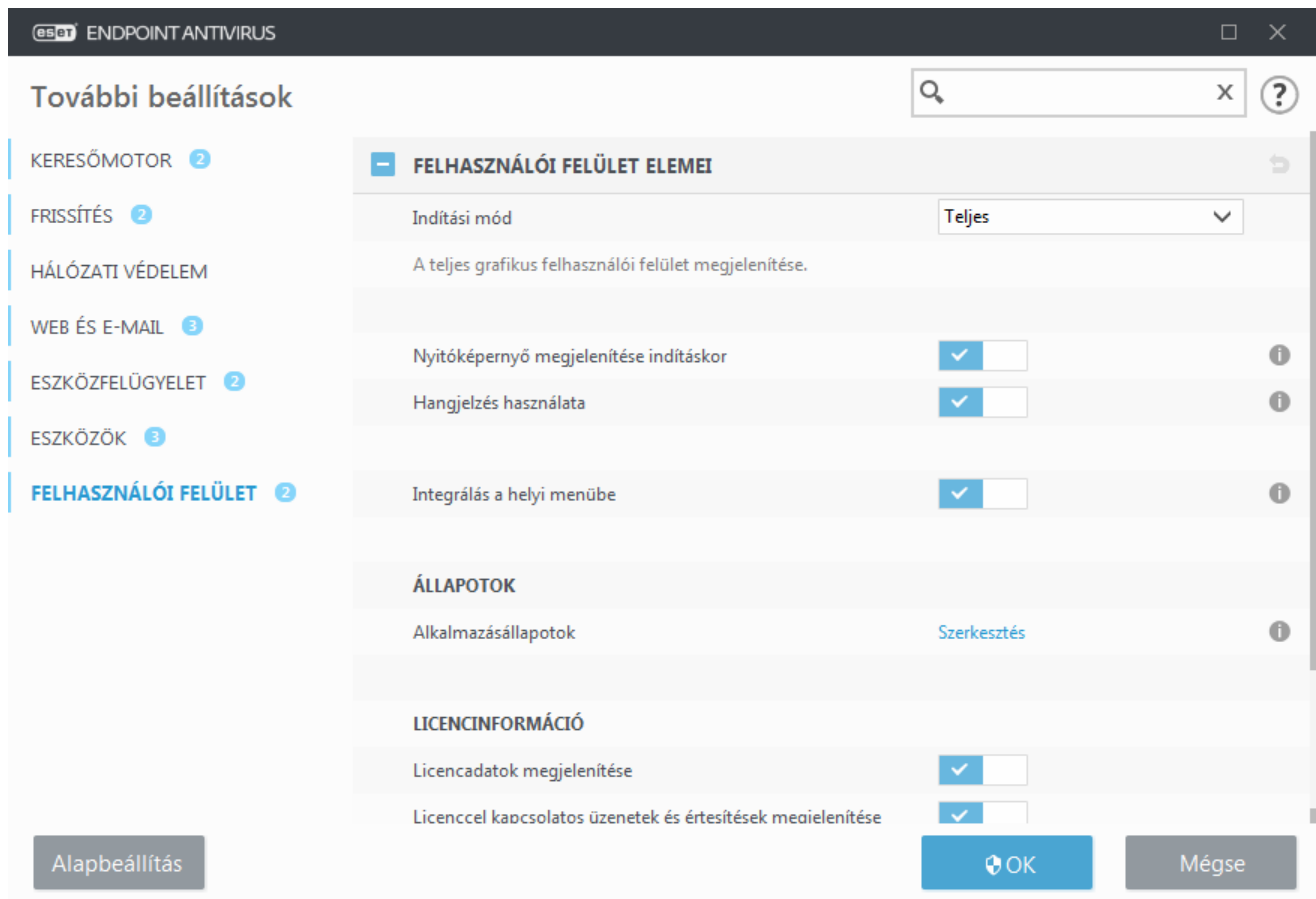 eset ENDPOINT ANTIVIRUS
További beállítások
x
?
KERESŐMOTOR 2
FRISSÍTÉS 2
HÁLÓZATI VÉDELEM
WEB ÉS E-MAIL 3
ESZKÖZFELÜGYELET 2
ESZKÖZÖK 3
FELHASZNÁLÓI FELÜLET 2
FELHASZNÁLÓI FELÜLET ELEMEI
Indítási mód Teljes
A teljes grafikus felhasználói felület megjelenítése.
Nyitóképernyő megjelenítése indításkor
Hangjelzés használata
Integrálás a helyi menübe
ÁLLAPOTOK
Alkalmazásállapotok Szerkesztés
LICENCINFORMÁCIÓ
Licencadatok megjelenítése
Licenccel kapcsolatos üzenetek és értesítések megjelenítése
Alapbeállítás
OK
Mégse